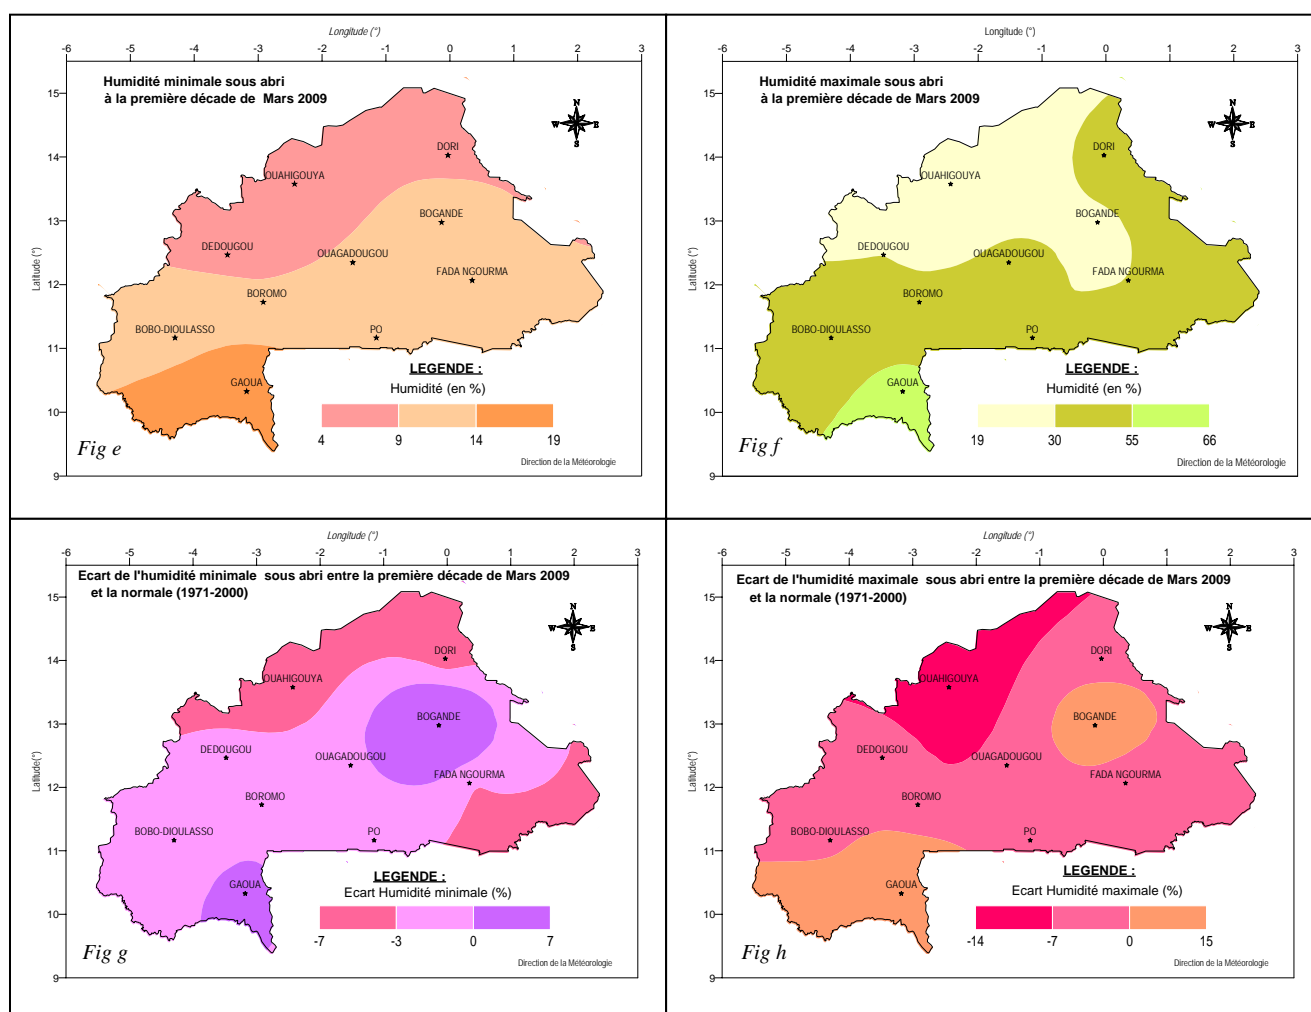 Longitude (°)
-6 -5 -4 -3 -2 -1 0 1 2 3
Humidité minimale sous abri
à la première décade de Mars 2009
N
W E
S
15
14
13
12
11
10
9
Latitude (°)
DORI
OUAHIGOUYA
BOGANDE
DEDOUGOU
OUAGADOUGOU
FADA NGOURMA
BOROMO
BOBO-DIOULASSO
PO
GAOUA
LEGENDE :
Humidité (en %)
4 9 14 19
Fig e
Direction de la Météorologie
Longitude (°)
-6 -5 -4 -3 -2 -1 0 1 2 3
Humidité maximale sous abri
à la première décade de Mars 2009
N
W E
S
15
14
13
12
11
10
9
Latitude (°)
DORI
OUAHIGOUYA
BOGANDE
DEDOUGOU
OUAGADOUGOU
FADA NGOURMA
BOROMO
BOBO-DIOULASSO
PO
GAOUA
LEGENDE :
Humidité (en %)
19 30 55 66
Fig f
Direction de la Météorologie
Longitude (°)
-6 -5 -4 -3 -2 -1 0 1 2 3
Ecart de l'humidité minimale sous abri entre la première décade de Mars 2009
et la normale (1971-2000)
N
W E
S
15
14
13
12
11
10
9
Latitude(°)
DORI
OUAHIGOUYA
BOGANDE
DEDOUGOU
OUAGADOUGOU
FADA NGOURMA
BOROMO
BOBO-DIOULASSO
PO
GAOUA
LEGENDE :
Ecart Humidité minimale (%)
-7 -3 0 7
Fig g
Direction de la Météorologie
Longitude (°)
-6 -5 -4 -3 -2 -1 0 1 2 3
Ecart de l'humidité maximale sous abri entre la première décade de Mars 2009
et la normale (1971-2000)
N
W E
S
15
14
13
12
11
10
9
Latitude(°)
DORI
OUAHIGOUYA
BOGANDE
DEDOUGOU
OUAGADOUGOU
FADA NGOURMA
BOROMO
BOBO-DIOULASSO
PO
GAOUA
LEGENDE :
Ecart Humidité maximale (%)
-14 -7 0 15
Fig h
Direction de la Météorologie